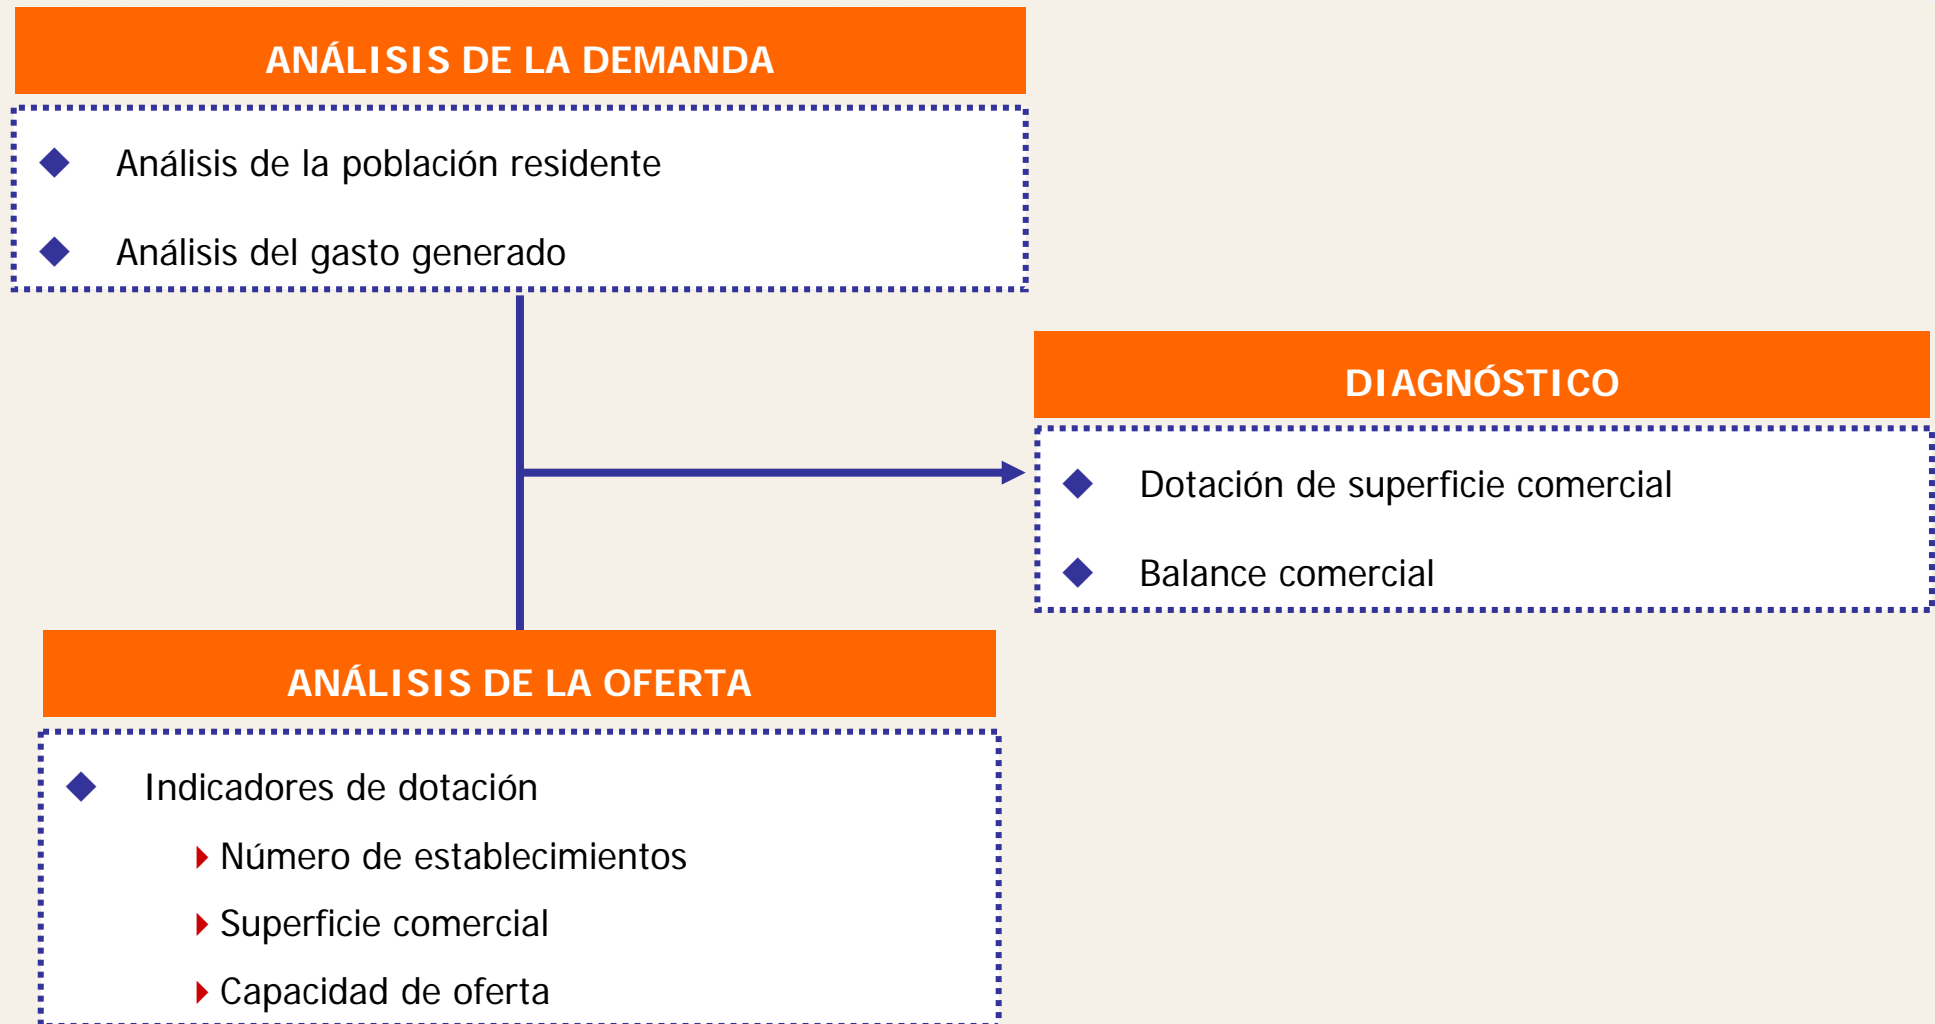 ANÁLISIS DE LA DEMANDA
Análisis de la población residente
Análisis del gasto generado
DIAGNÓSTICO
Dotación de superficie comercial
Balance comercial
ANÁLISIS DE LA OFERTA
Indicadores de dotación
Número de establecimientos
Superficie comercial
Capacidad de oferta